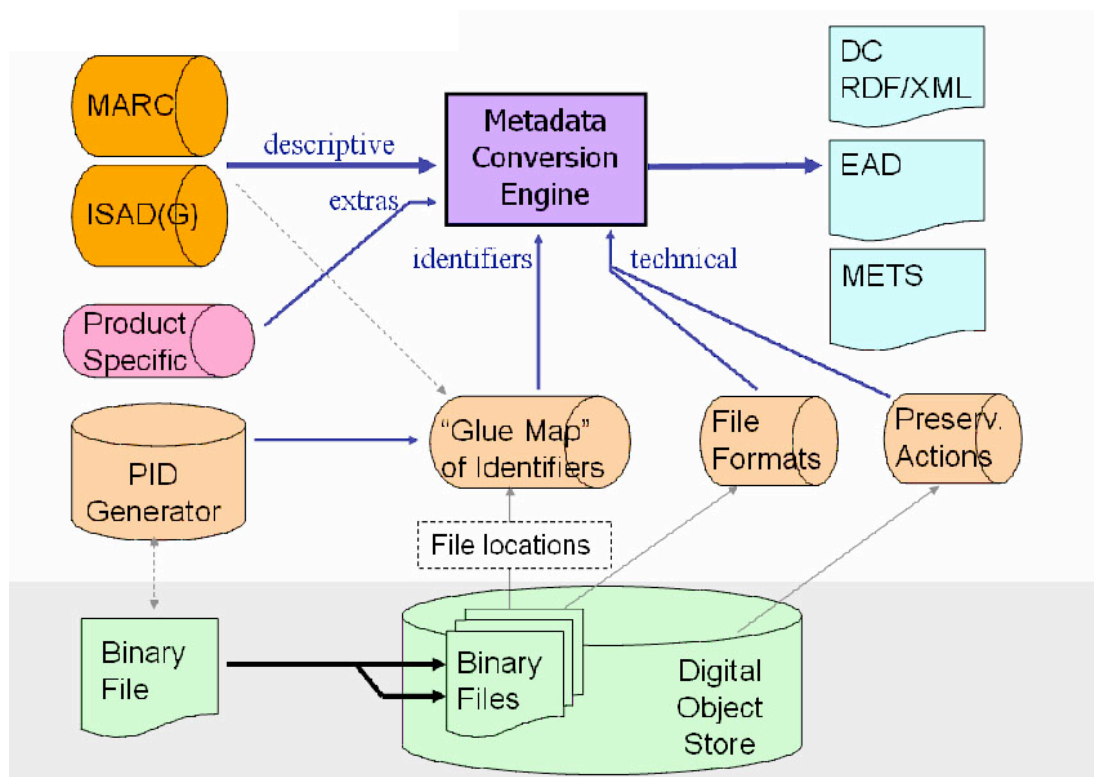 MARC
ISAD(G)
descriptive
extras
Metadata
Conversion
Engine
DC
RDF/XML
EAD
METS
identifiers
technical
Product
Specific
PID
Generator
“Glue Map”
of Identifiers
File
Formats
Preserv.
Actions
File locations
Binary
File
Binary
Files
Digital
Object
Store